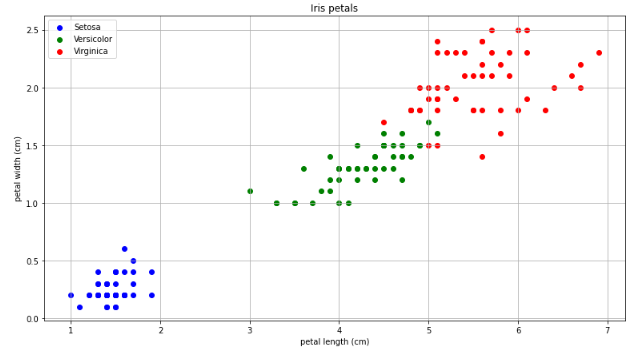 Iris petals
Setosa
Versicolor
Virginica
petal width (cm)
2.5
2.0
1.5
1.0
0.5
0.0
1 2 3 4 5 6 7
petal length (cm)